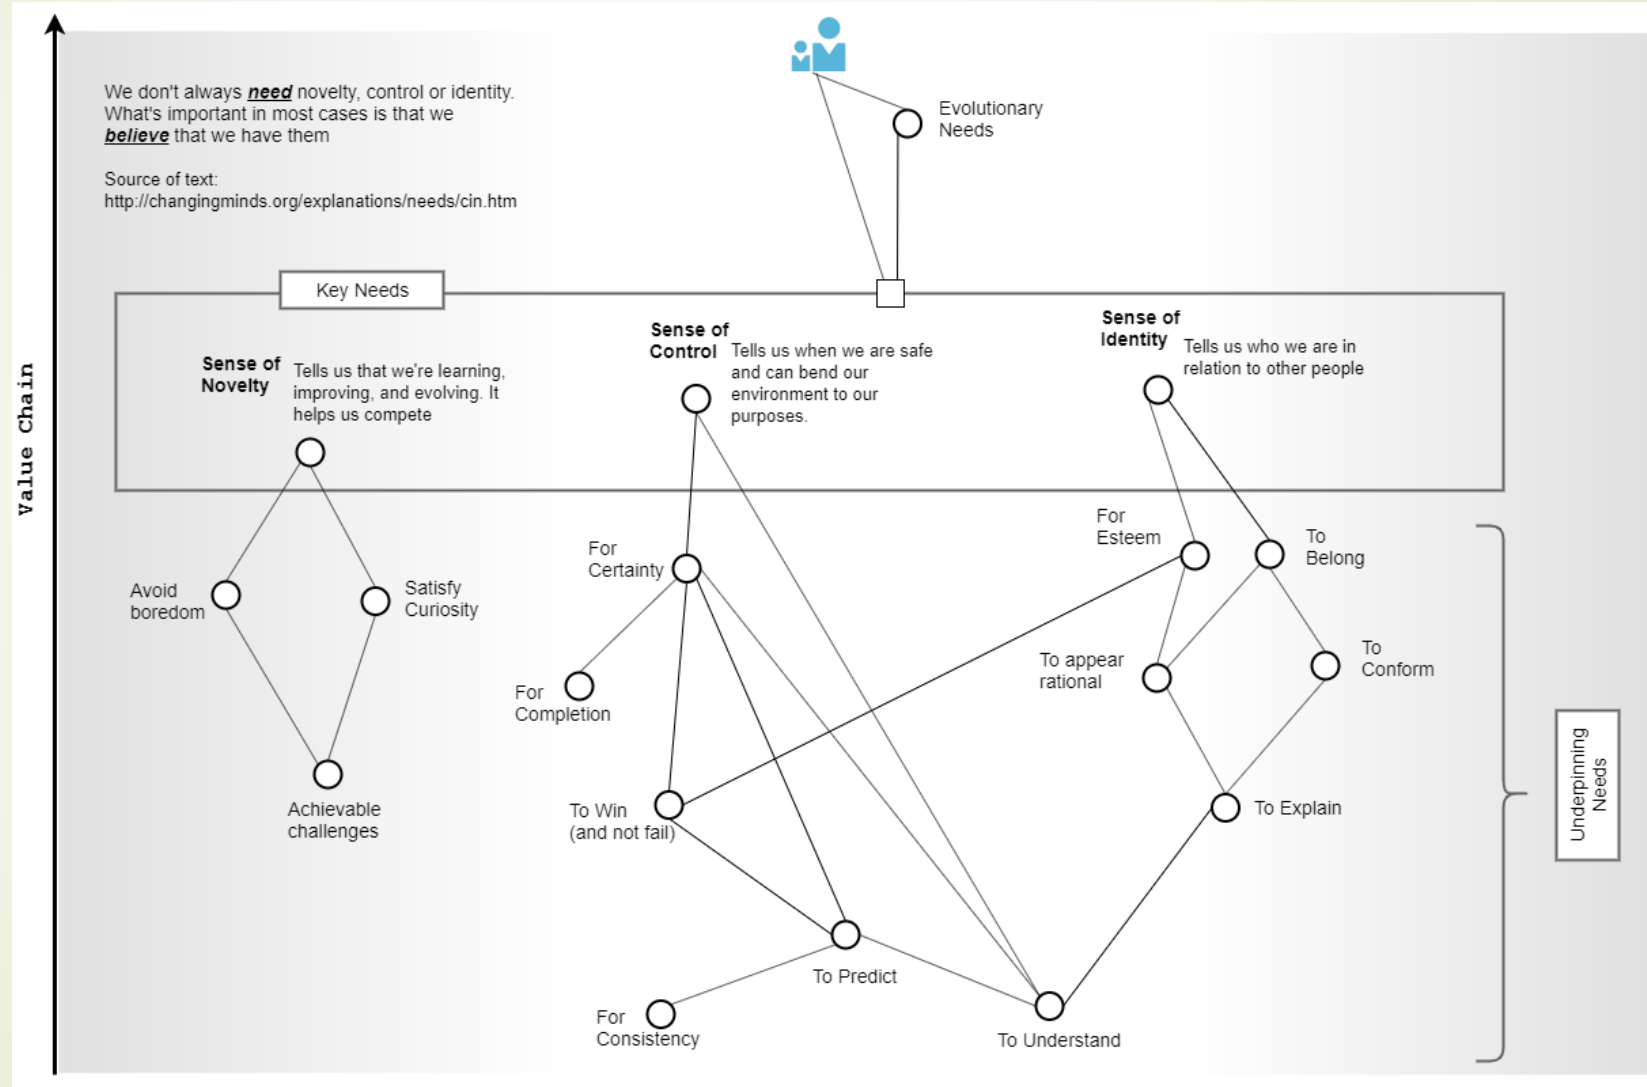 We don't always need novelty, control or identity.
What's important in most cases is that we
believe that we have them
Source of text:
http://changingminds.org/explanations/needs/cin.htm
Evolutionary
Needs
Key Needs
Value Chain
Sense of
Novelty
Tells us that we're learning,
improving, and evolving. It
helps us compete
Sense of
Control
Tells us when we are safe
and can bend our
environment to our
purposes.
Sense of
Identity
Tells us who we are in
relation to other people
Avoid
boredom
Satisfy
Curiosity
Achievable
challenges
For
Certainty
For
Completion
To Win
(and not fail)
To Predict
For
Consistency
To Understand
For
Esteem
To
Belong
To appear
rational
To
Conform
To Explain
Underpinning
Needs